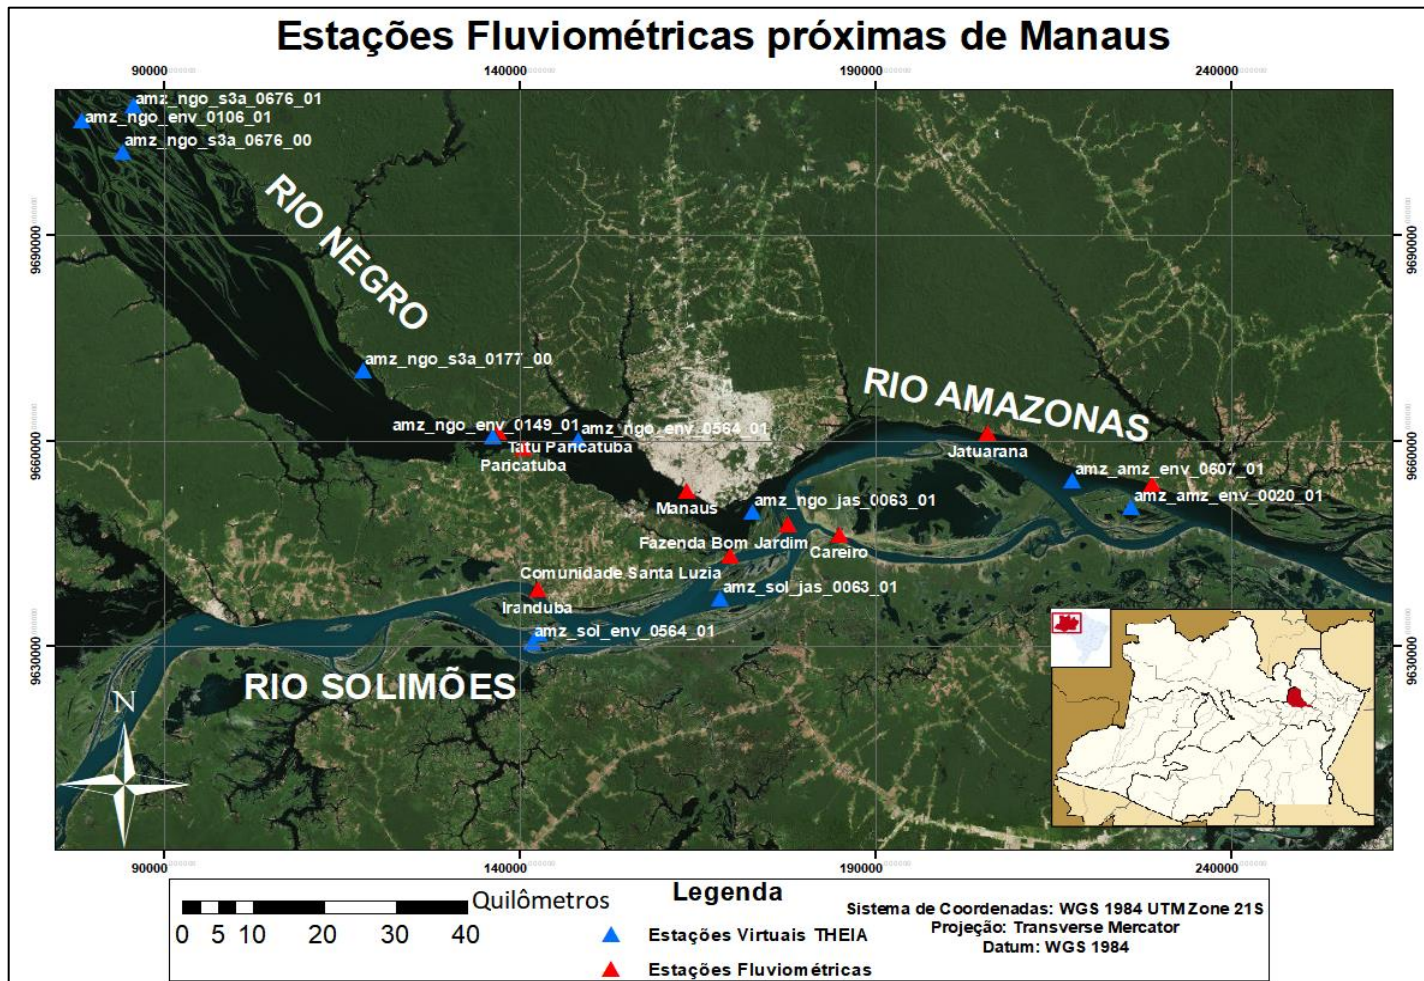 Estações Fluviométricas próximas de Manaus
90000 140000 190000 240000
amz_ngo_s3a_0676_01
amz_ngo_env_0106_01
amz_ngo_s3a_0676_00
RIO NEGRO
9690000 9690000
amz_ngo_s3a_0177_00
RIO AMAZONAS
amz_ngo_env_0149_01
amz_ngo_env_0564_01
9660000 9660000
Tatu Paricatuba
Jatuarana
Paricatuba
amz_amz_env_0607_01
Manaus
amz_ngo_jas_0063_01
amz_amz_env_0020_01
Fazenda Bom Jardim
Careiro
Comunidade Santa Luzia
amz_sol_jas_0063_01
Iranduba
amz_sol_env_0564_01
9630000 9630000
RIO SOLIMÕES
N
90000 140000 190000 240000
Quilômetros
0 5 10 20 30 40
Legenda
Estações Virtuais THEIA
Estações Fluviométricas
Sistema de Coordenadas: WGS 1984 UTM Zone 21S
Projeção: Transverse Mercator
Datum: WGS 1984